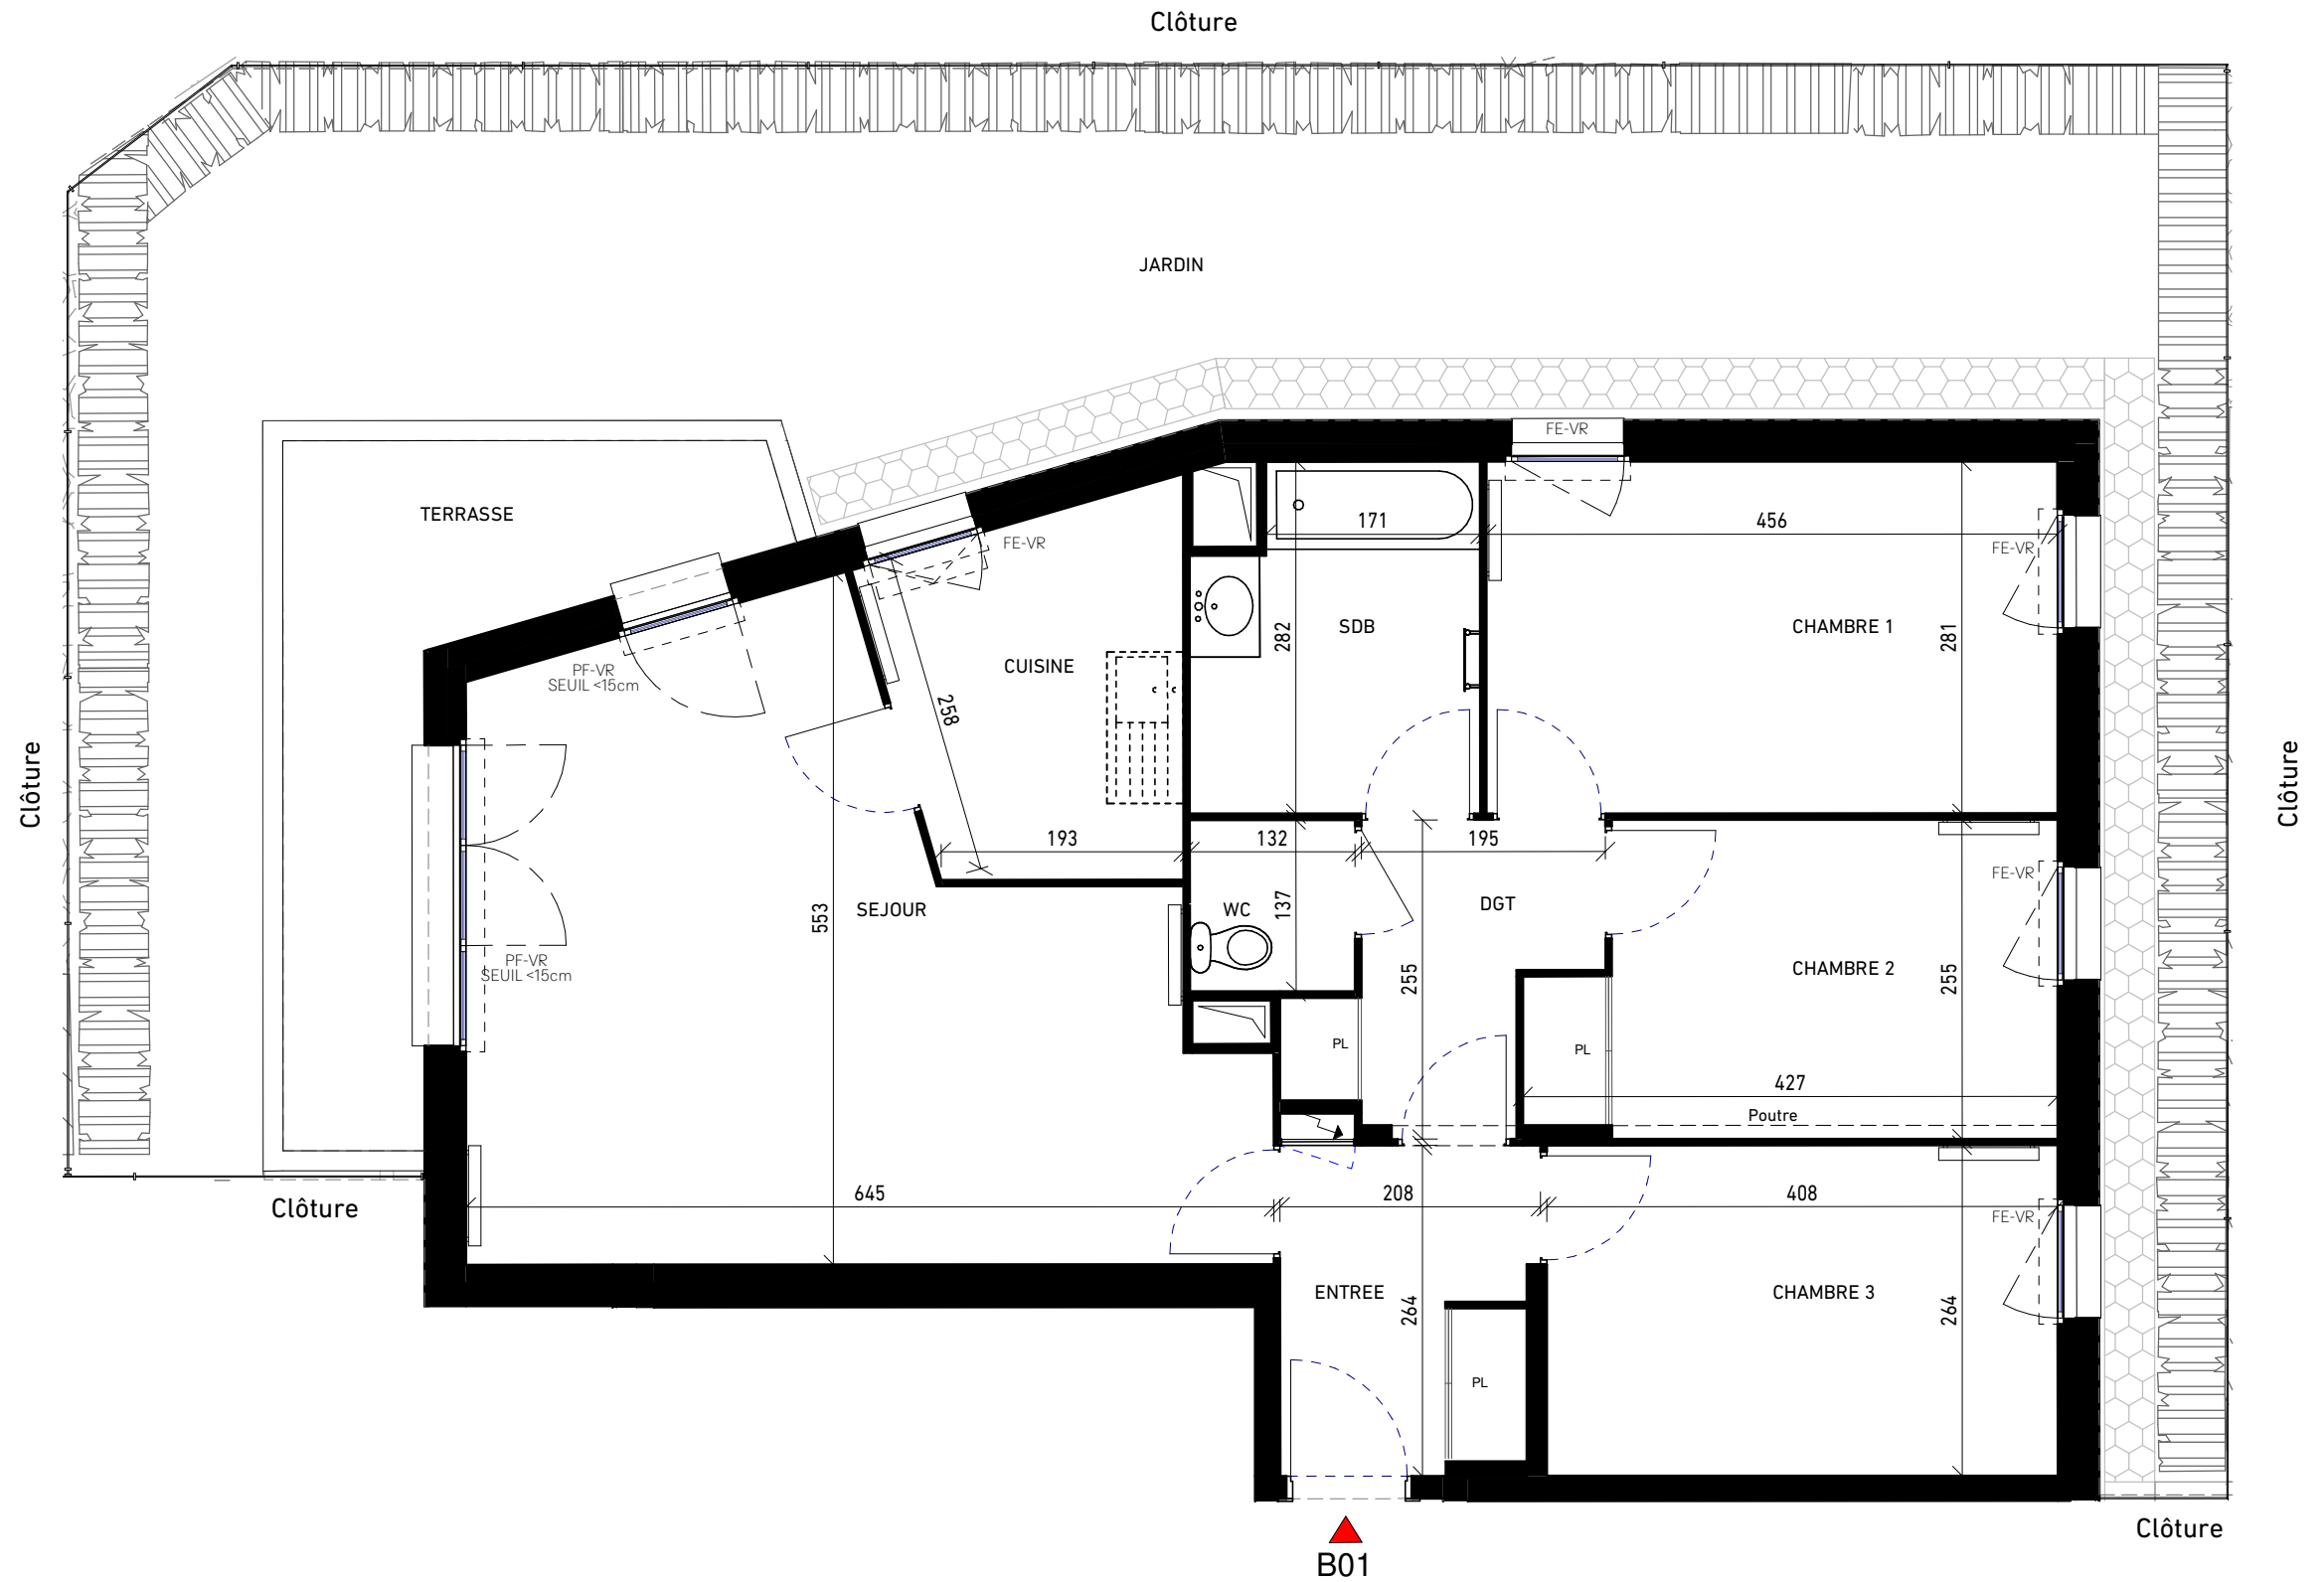 Clôture
JARDIN
FE-VR
TERRASSE
171
456
FE-VR
FE-VR
SDB
CHAMBRE 1
282
281
CUISINE
PF-VR
SEUIL <15cm
258
Clôture
Clôture
193
132
195
FE-VR
553
SEJOUR
WC
137
DGT
PF-VR
SEUIL <15cm
255
CHAMBRE 2
255
PL
PL
427
Poutre
645
208
408
Clôture
FE-VR
ENTREE
264
CHAMBRE 3
264
PL
Clôture
B01